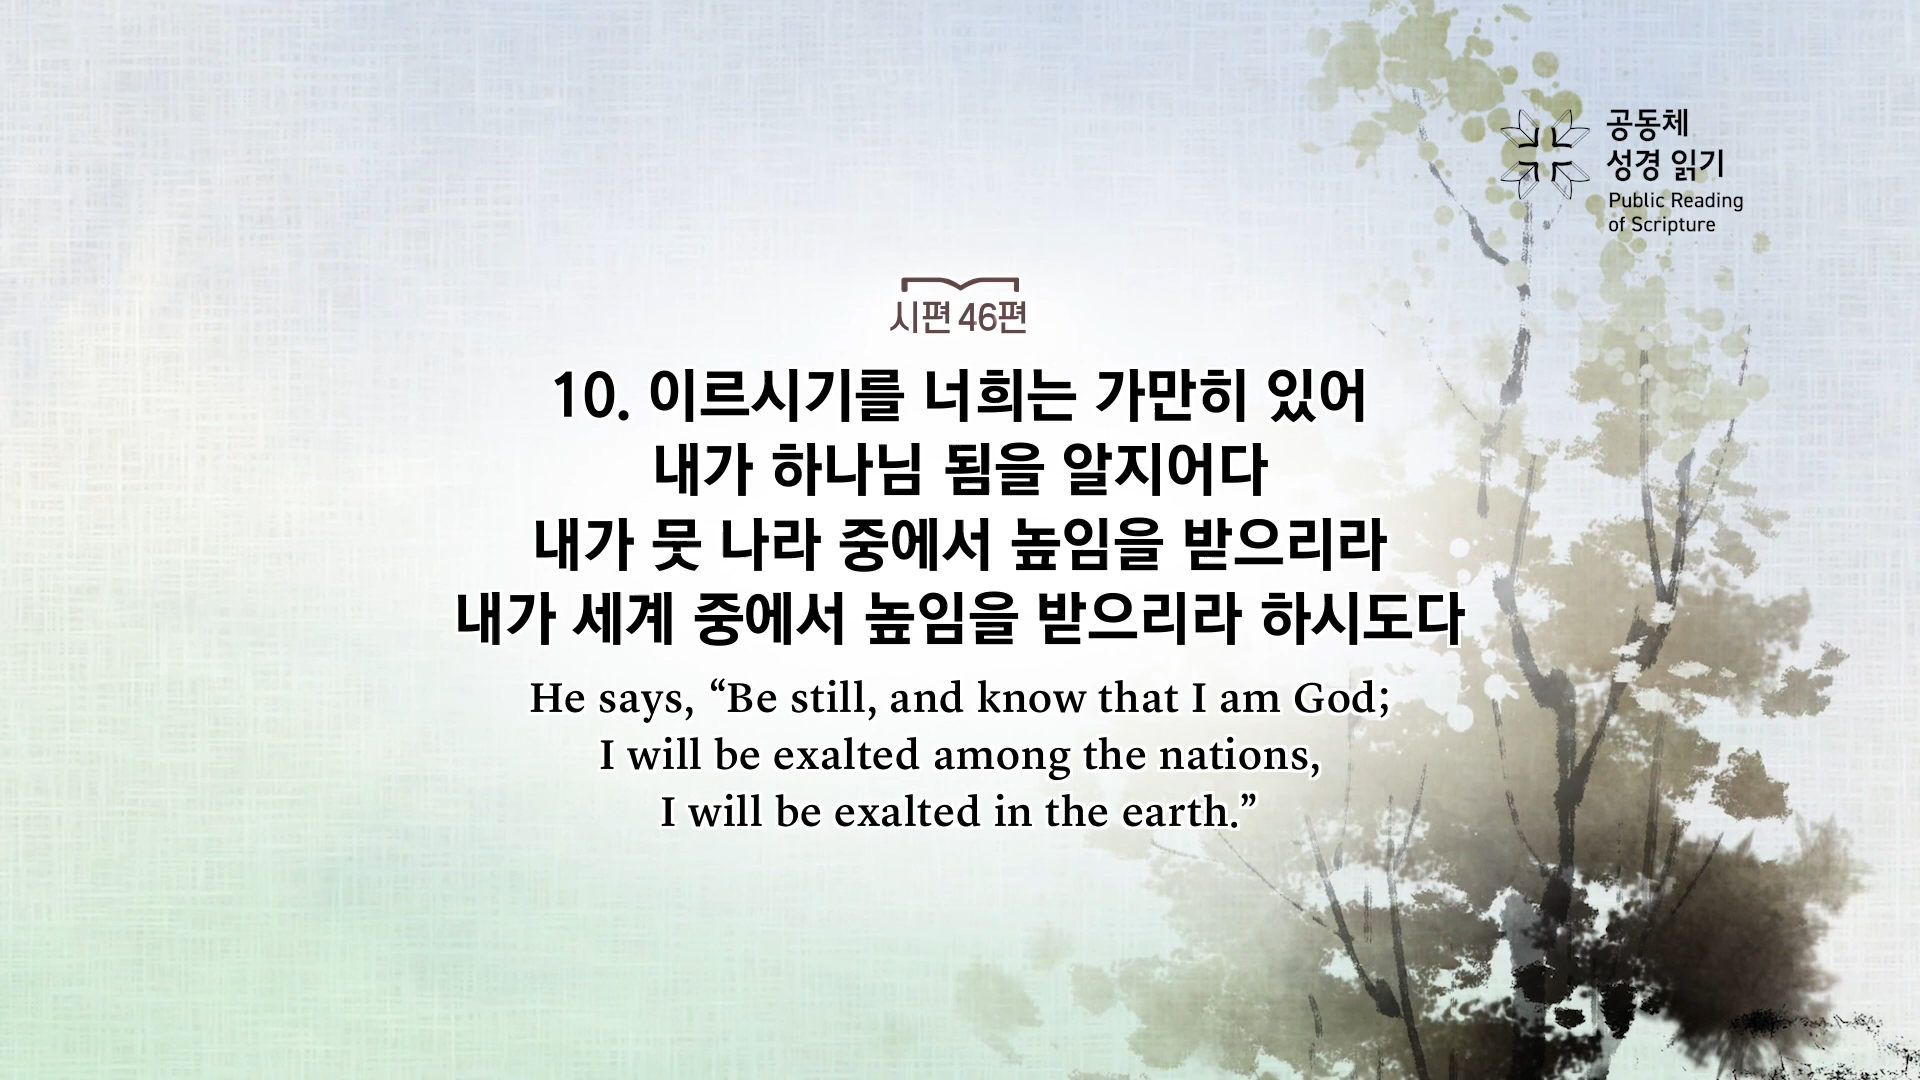 공동체
성경 읽기
Public Reading
of Scripture
시편 46편
10. 이르시기를 너희는 가만히 있어
내가 하나님 됨을 알지어다
내가 뭇 나라 중에서 높임을 받으리라
내가 세계 중에서 높임을 받으리라 하시도다
He says, “Be still, and know that I am God;
I will be exalted among the nations,
I will be exalted in the earth.”